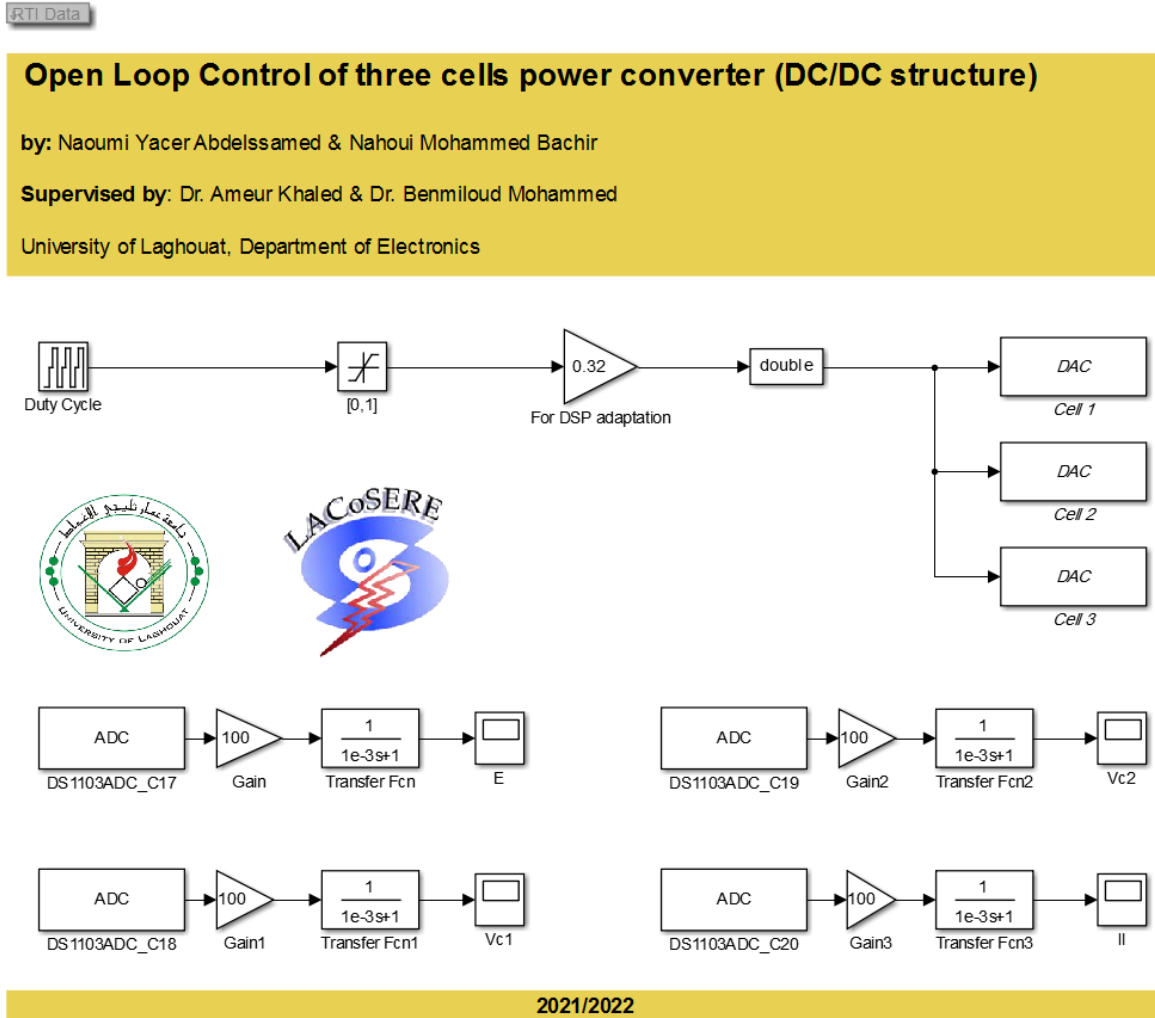 RTI Data
Open Loop Control of three cells power converter (DC/DC structure)
by: Naoumi Yacer Abdelssamed & Nahoui Mohammed Bachir
Supervised by: Dr. Ameur Khaled & Dr. Benmiloud Mohammed
University of Laghouat, Department of Electronics
Duty Cycle
[0,1]
0.32
For DSP adaptation
double
DAC
Cell 1
DAC
Cell 2
DAC
Cell 3
جامعة عمار ثليجي الأغواط
UNIVERSITY OF LAGHOUAT
LACoSERE
ADC
DS1103ADC_C17
100
Gain
1
1e-3s+1
Transfer Fcn
E
ADC
DS1103ADC_C19
100
Gain2
1
1e-3s+1
Transfer Fcn2
Vc2
ADC
DS1103ADC_C18
100
Gain1
1
1e-3s+1
Transfer Fcn1
Vc1
ADC
DS1103ADC_C20
100
Gain3
1
1e-3s+1
Transfer Fcn3
Il
2021/2022